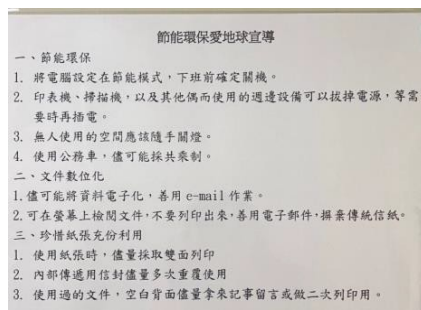 節能環保愛地球宣導
一、節能環保
1. 將電腦設定在節能模式，下班前確定關機。
2. 印表機、掃描機，以及其他偶而使用的週邊設備可以拔掉電源，等需
要時再插電。
3. 無人使用的空間應該隨手關燈。
4. 使用公務車，儘可能採共乘制。
二、文件數位化
1.儘可能將資料電子化，善用 e-mail 作業。
2.可在螢幕上檢閱文件，不要列印出來，善用電子郵件，摒棄傳統信紙。
三、珍惜紙張充份利用
1. 使用紙張時，儘量採取雙面列印
2. 內部傳遞用信封儘量多次重覆使用
3. 使用過的文件，空白背面儘量拿來記事留言或做二次列印用。